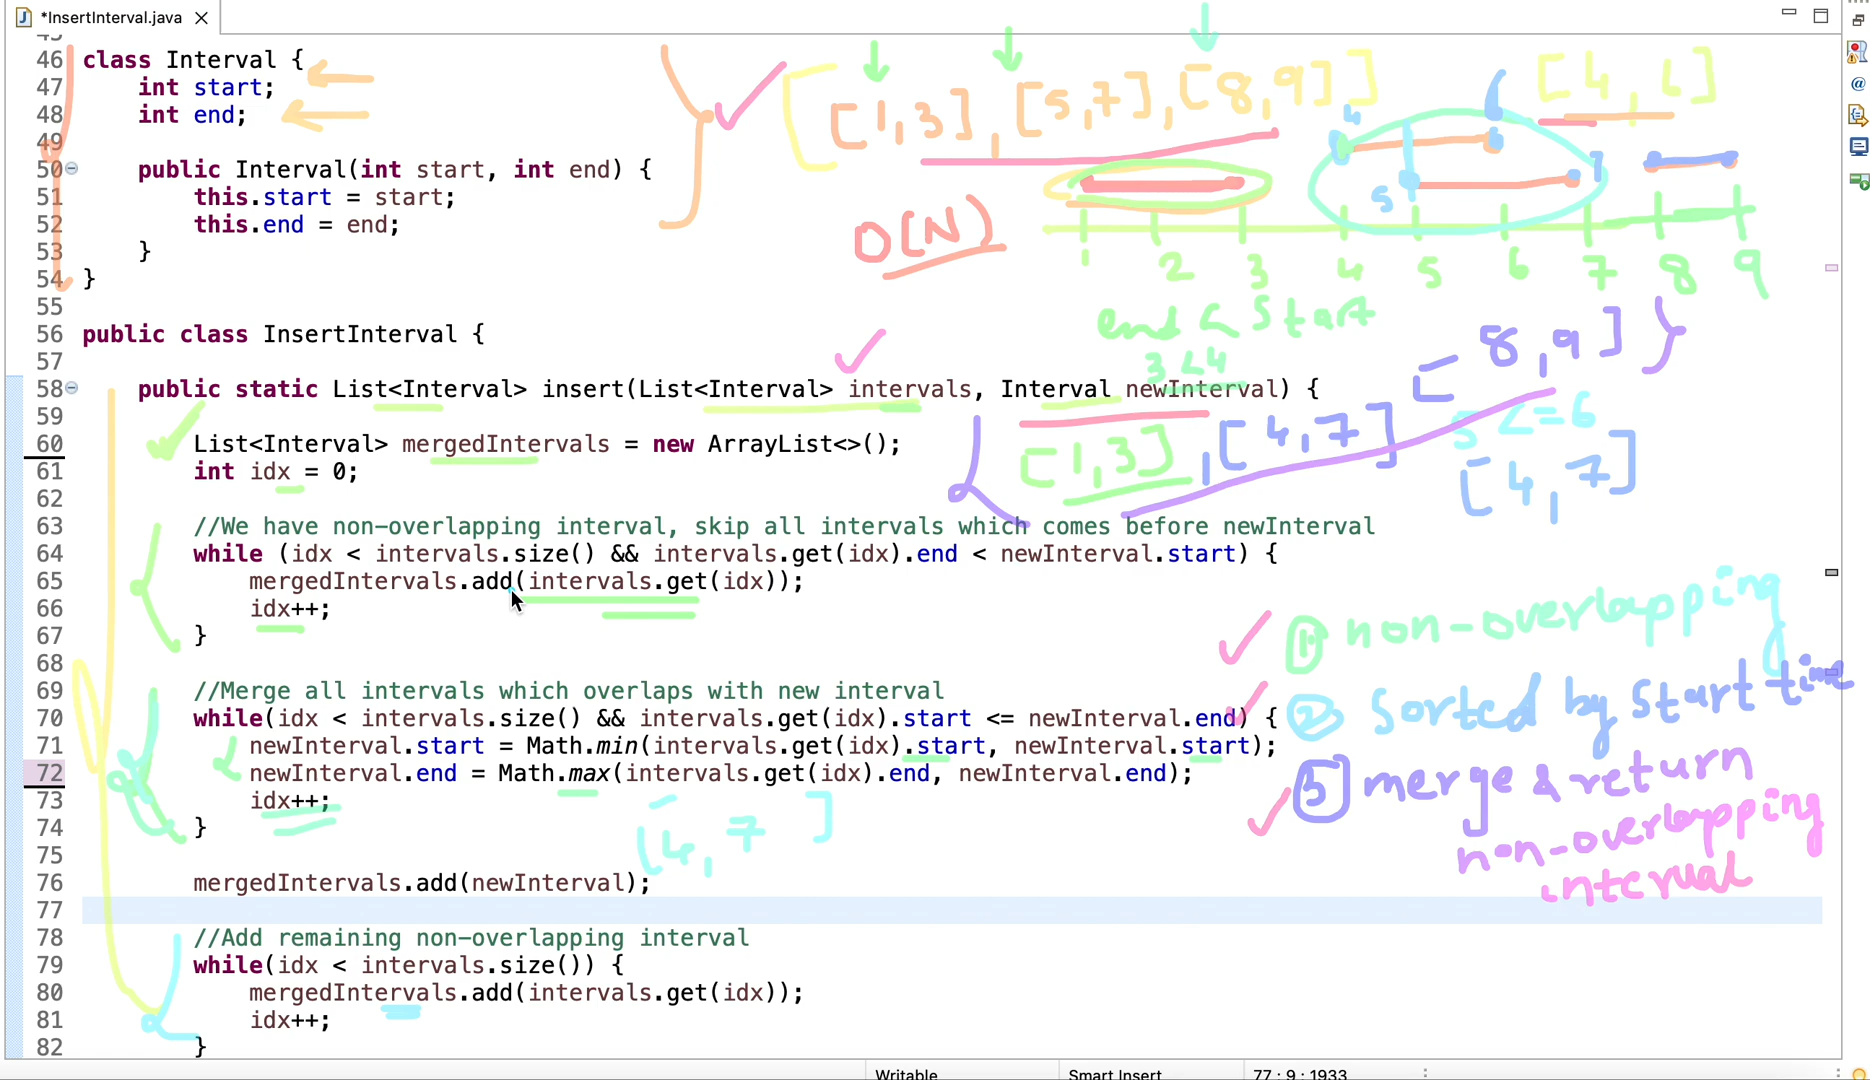 *InsertInterval.java
46 class Interval {
47 int start;
48 int end;
49
50 public Interval(int start, int end) {
51 this.start = start;
52 this.end = end;
53 }
54 }
55
56 public class InsertInterval {
57
58 public static List<Interval> insert(List<Interval> intervals, Interval newInterval) {
59
60 List<Interval> mergedIntervals = new ArrayList<>();
61 int idx = 0;
62
63 //We have non-overlapping interval, skip all intervals which comes before newInterval
64 while (idx < intervals.size() && intervals.get(idx).end < newInterval.start) {
65 mergedIntervals.add(intervals.get(idx));
66 idx++;
67 }
68
69 //Merge all intervals which overlaps with new interval
70 while(idx < intervals.size() && intervals.get(idx).start <= newInterval.end) {
71 newInterval.start = Math.min(intervals.get(idx).start, newInterval.start);
72 newInterval.end = Math.max(intervals.get(idx).end, newInterval.end);
73 idx++;
74 }
75
76 mergedIntervals.add(newInterval);
77
78 //Add remaining non-overlapping interval
79 while(idx < intervals.size()) {
80 mergedIntervals.add(intervals.get(idx));
81 idx++;
82 }
[[1,3],[5,7],[8,9]]
4 6
5 7
O(N)
1 2 3 4 5 6 7 8 9
end < start
3<4
[1,3],[4,7]
[8,9]}
5<=6
[4,7]
[4,7]
① non-overlapping
② Sorted by start time
merge & return
non-overlapping
interval
Writable Smart Insert 77 : 9 : 1933